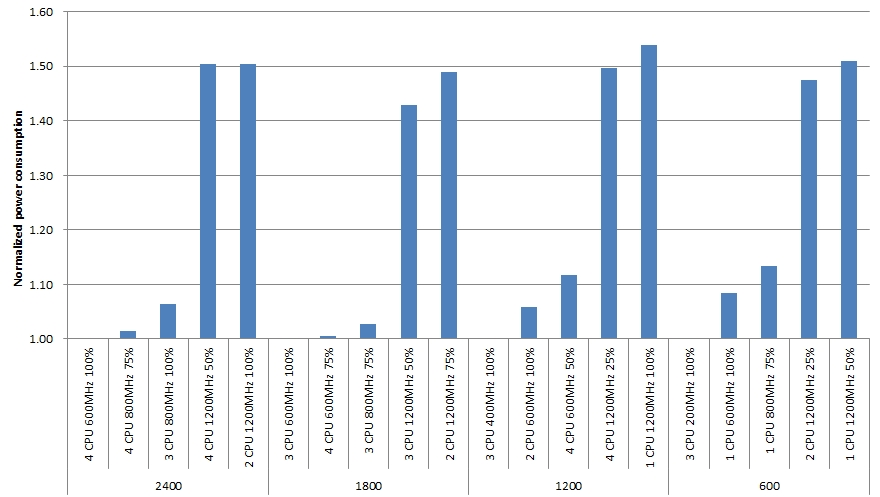 1.60
1.50
1.40
1.30
1.20
1.10
1.00
Normalized power consumption
4 CPU 600MHz 100%
4 CPU 800MHz 75%
3 CPU 800MHz 100%
4 CPU 1200MHz 50%
2 CPU 1200MHz 100%
3 CPU 600MHz 100%
4 CPU 600MHz 75%
3 CPU 800MHz 75%
3 CPU 1200MHz 50%
2 CPU 1200MHz 75%
3 CPU 400MHz 100%
2 CPU 600MHz 100%
4 CPU 600MHz 50%
4 CPU 1200MHz 25%
1 CPU 1200MHz 100%
3 CPU 200MHz 100%
1 CPU 600MHz 100%
1 CPU 800MHz 75%
2 CPU 1200MHz 25%
1 CPU 1200MHz 50%
2400
1800
1200
600